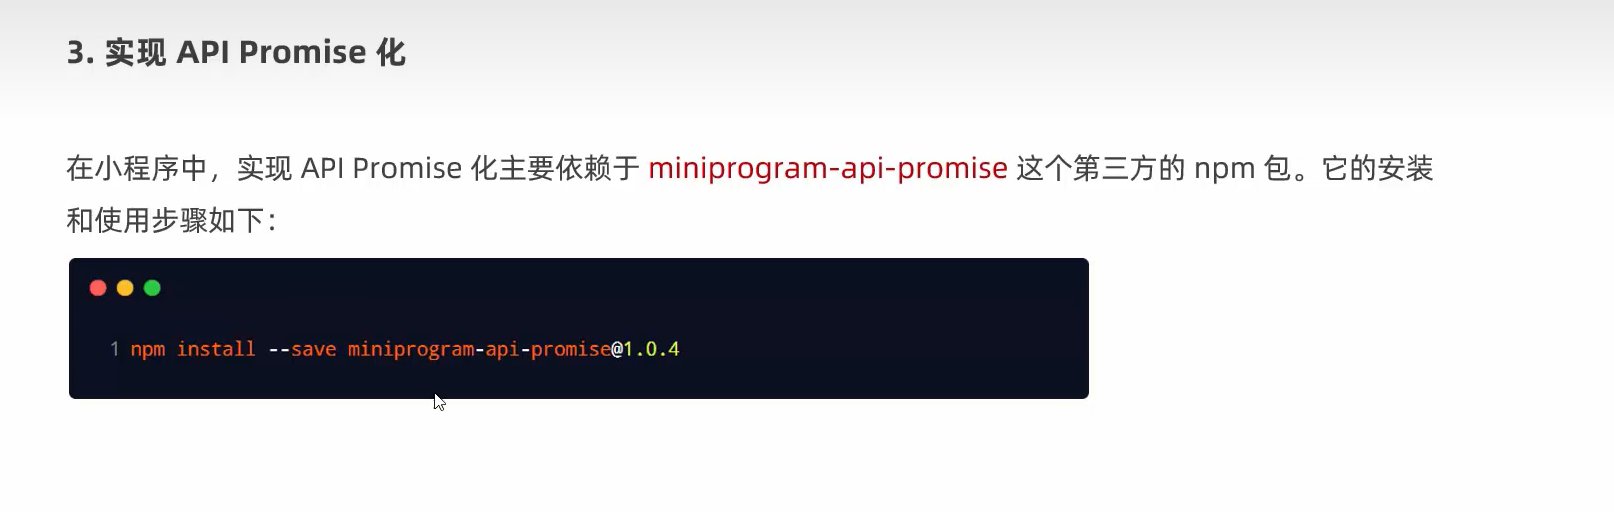 3. 实现 API Promise 化
在小程序中，实现 API Promise 化主要依赖于 miniprogram-api-promise 这个第三方的 npm 包。它的安装
和使用步骤如下：
1 npm install --save miniprogram-api-promise@1.0.4